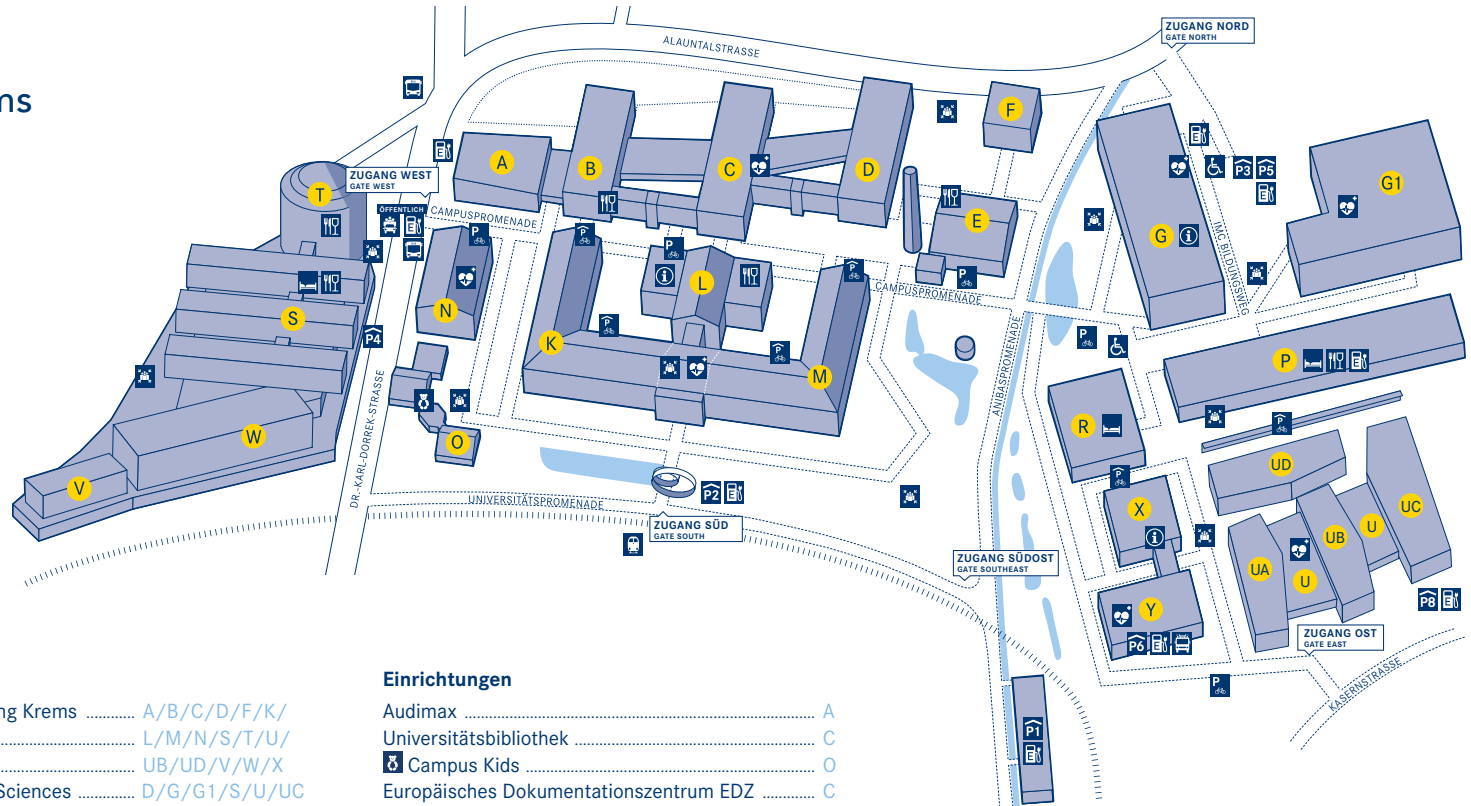 ns
ALAUNTALSTRASSE
ZUGANG NORD
GATE NORTH
F
A
B
C
D
E
ZUGANG WEST
GATE WEST
T
ÖFFENTLICH
CAMPUSPROMENADE
P3
P5
G1
G
IMC BILDUNGSWEG
L
N
S
P4
K
M
CAMPUSPROMENADE
ANIBASPROMENADE
P
R
W
V
O
DR.-KARL-DORREK-STRASSE
UNIVERSITÄTSPROMENADE
P2
ZUGANG SÜD
GATE SOUTH
UD
UC
U
UB
X
UA
U
Y
P6
P8
ZUGANG SÜDOST
GATE SOUTHEAST
ZUGANG OST
GATE EAST
KASERNSTRASSE
P1
ng Krems ............ A/B/C/D/F/K/
L/M/N/S/T/U/
UB/UD/V/W/X
Sciences ............ D/G/G1/S/U/UC
Einrichtungen
Audimax ............ A
Universitätsbibliothek ............ C
Campus Kids ............ O
Europäisches Dokumentationszentrum EDZ ............ C